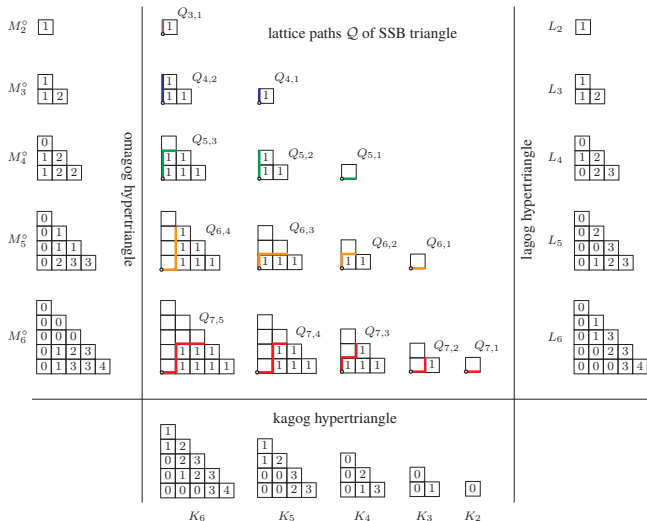 M°₂ 1 Q₃,₁ lattice paths 𝒬 of SSB triangle L₂ 1
M°₃ Q₄,₂ Q₄,₁ L₃
1 1 1
1 2 1 1 1 1 2
omagog hypertriangle
lagog hypertriangle
M°₄ Q₅,₃ Q₅,₂ Q₅,₁ L₄
0 0
1 2 1 1 1 1 2
1 2 2 1 1 1 1 1 0 2 3
M°₅ Q₆,₄ Q₆,₃ Q₆,₂ Q₆,₁ L₅
0 0
0 1 1 0 2
0 1 1 1 1 0 0 3
0 2 3 3 1 1 1 1 1 1 1 1 0 1 2 3
M°₆ Q₇,₅ Q₇,₄ Q₇,₃ Q₇,₂ Q₇,₁ L₆
0 0
0 0 0 1
0 0 0 0 1 3
0 1 2 3 1 1 1 1 1 1 0 0 2 3
0 1 3 3 4 1 1 1 1 1 1 1 1 1 1 1 0 0 0 3 4
kagog hypertriangle
1
1 2 1
0 2 3 1 2 0
0 1 2 3 0 0 3 0 2 0
0 0 0 3 4 0 0 2 3 0 1 3 0 1 0
K₆ K₅ K₄ K₃ K₂